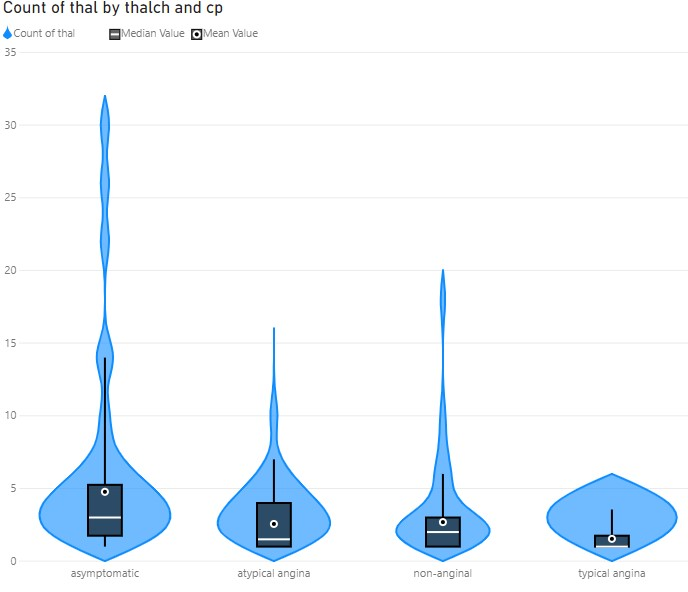 Count of thal by thalch and cp
Count of thal Median Value Mean Value
35
30
25
20
15
10
5
0
asymptomatic atypical angina non-anginal typical angina